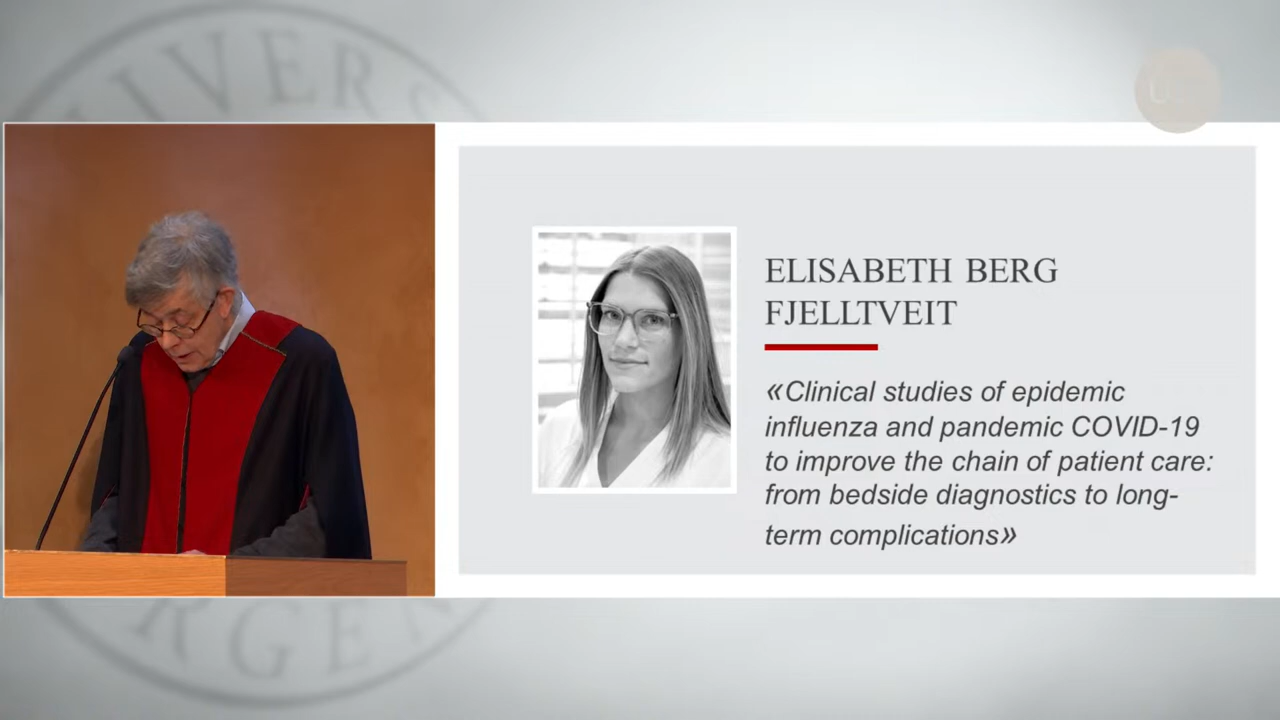 ELISABETH BERG
FJELLTVEIT
«Clinical studies of epidemic
influenza and pandemic COVID-19
to improve the chain of patient care:
from bedside diagnostics to long-
term complications»